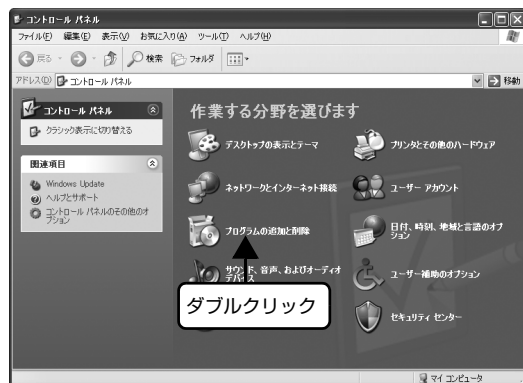 コントロール パネル
ファイル(F) 編集(E) 表示(V) お気に入り(A) ツール(T) ヘルプ(H)
戻る 検索 フォルダ
アドレス(D) コントロール パネル 移動
コントロール パネル
クラシック表示に切り替える
関連項目
Windows Update
ヘルプとサポート
コントロール パネルのその他のオ
プション
作業する分野を選びます
デスクトップの表示とテーマ
プリンタとその他のハードウェア
ネットワークとインターネット接続
ユーザー アカウント
プログラムの追加と削除
日付、時刻、地域と言語のオプ
ション
サウンド、音声、およびオーディオ
デバイス
ユーザー補助のオプション
ダブルクリック
セキュリティ センター
マイ コンピュータ